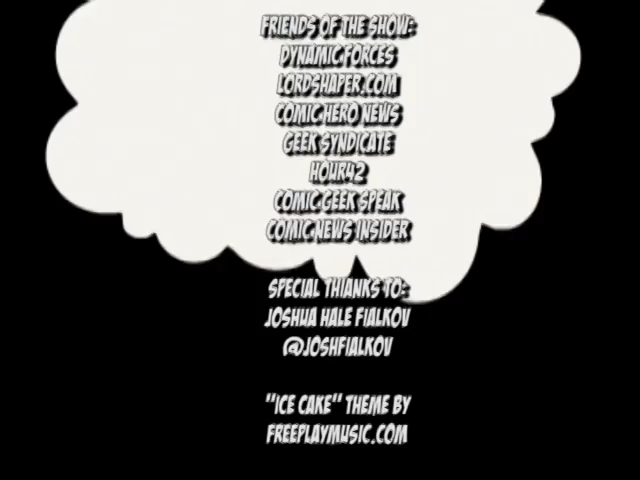 FRIENDS OF THE SHOW:
DYNAMIC FORCES
LORDSHAPER.COM
COMIC HERO NEWS
GEEK SYNDICATE
HOUR42
COMIC GEEK SPEAK
COMIC NEWS INSIDER
SPECIAL THIANKS TO:
JOSHUA HALE FIALKOV
@JOSHFIALKOV
"ICE CAKE" THEME BY
FREEPLAYMUSIC.COM